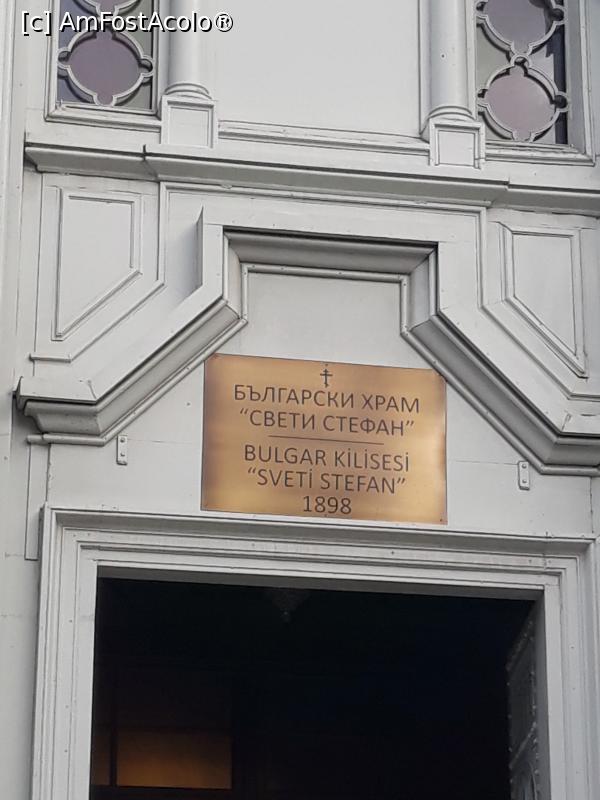 [c] AmFostAcolo®
БЪЛГАРСКИ ХРАМ
“СВЕТИ СТЕФАН”
BULGAR KİLİSESİ
“SVETİ STEFAN”
1898